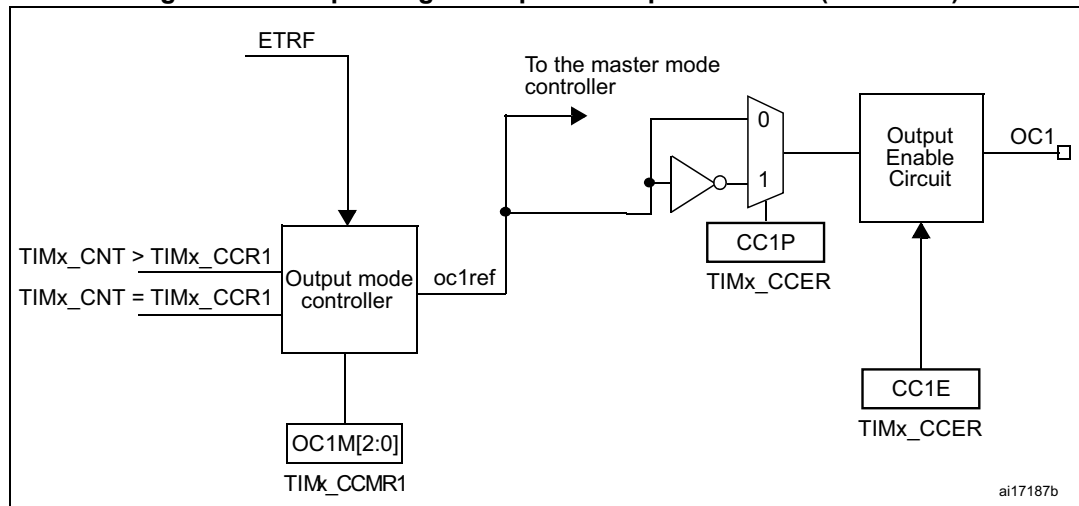 ETRF
To the master mode
controller
0
1
Output
Enable
Circuit
OC1
CC1P
TIMx_CCER
TIMx_CNT > TIMx_CCR1
TIMx_CNT = TIMx_CCR1
Output mode
controller
oc1ref
CC1E
TIMx_CCER
OC1M[2:0]
TIMx_CCMR1
ai17187b